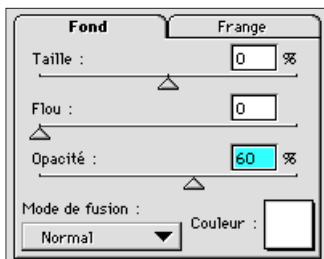 Fond Frange
Taille : 0 %
Flou : 0
Opacité : 60 %
Mode de fusion :
Couleur :
Normal